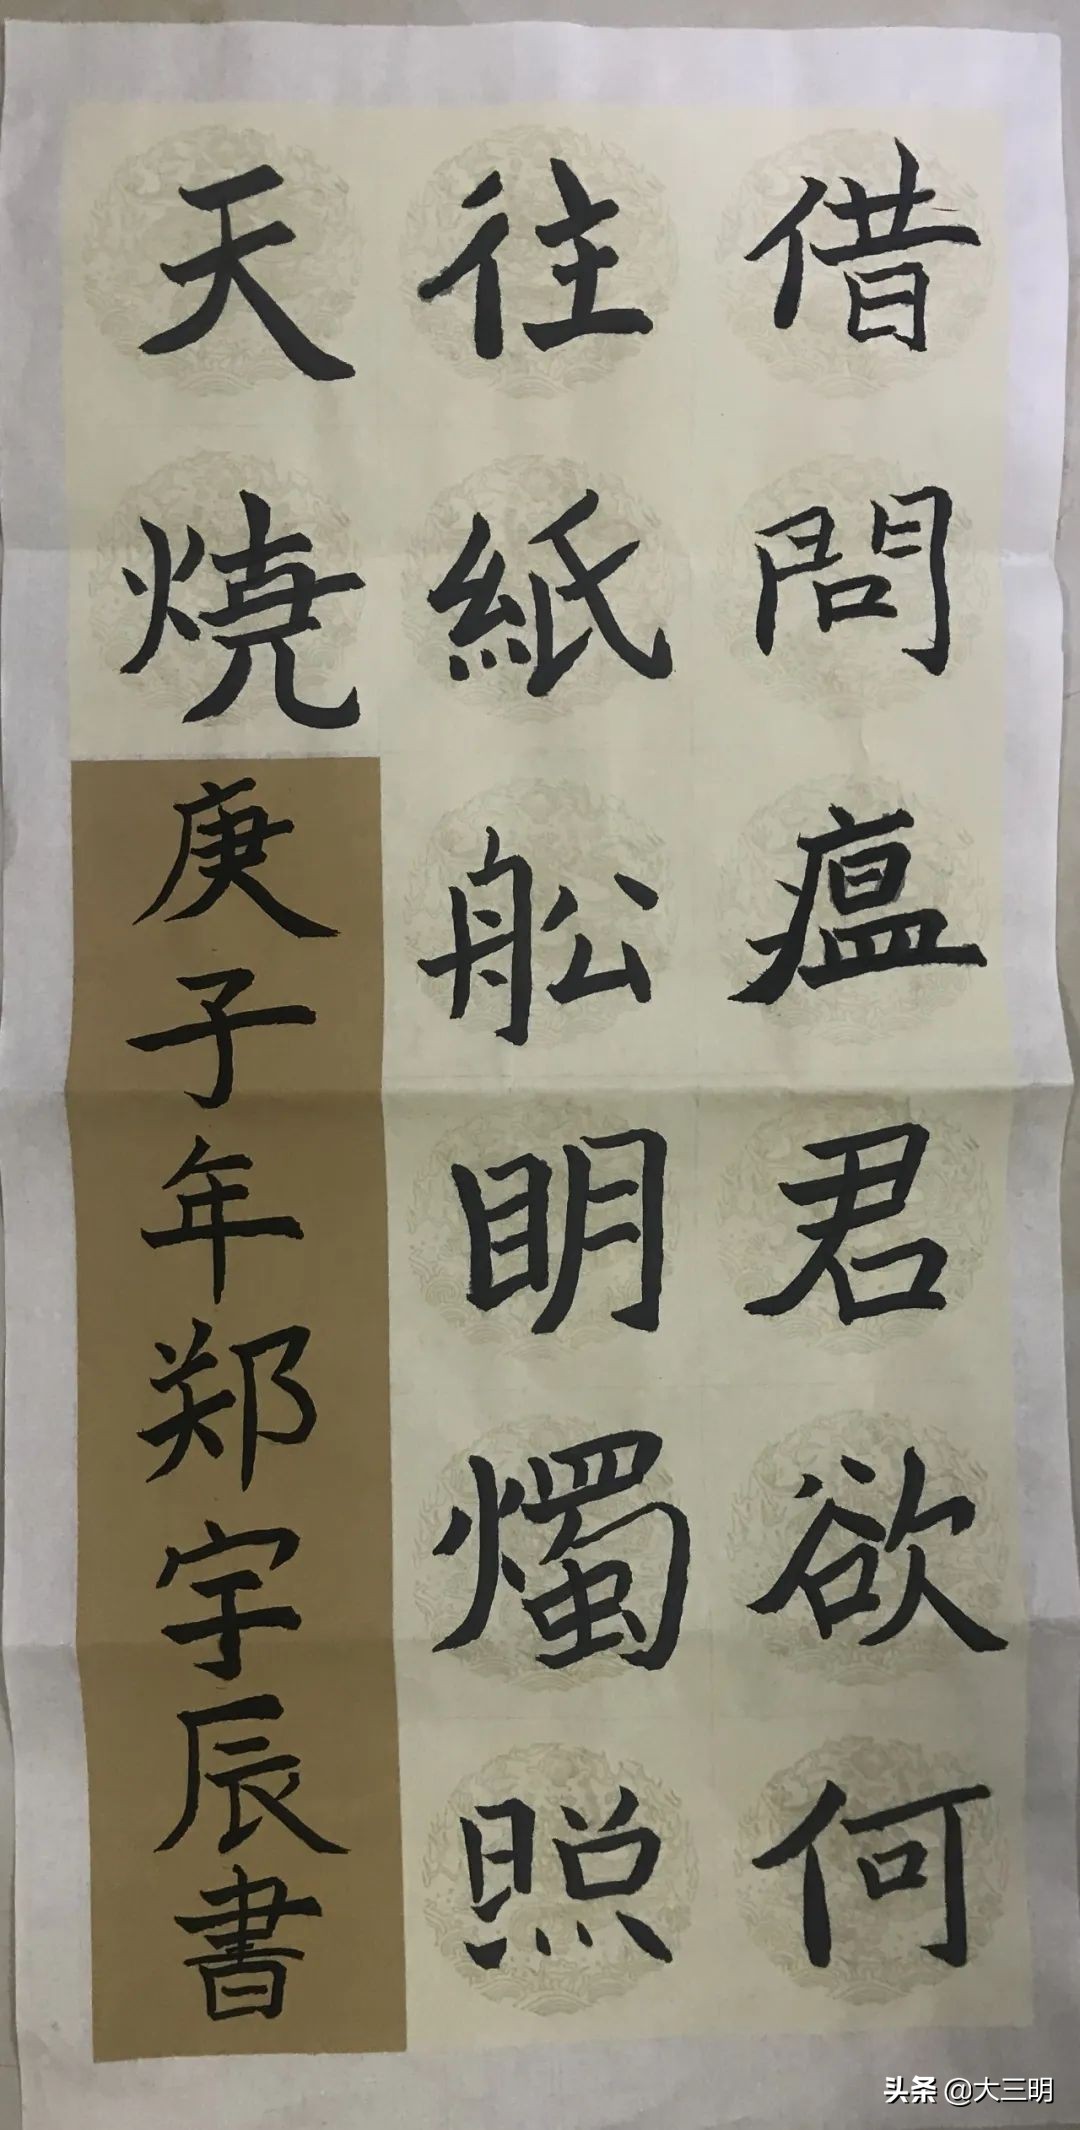 借問瘟君欲何
往紙舩明燭照
天焼
庚子年郑宇辰書
头条 @大三明